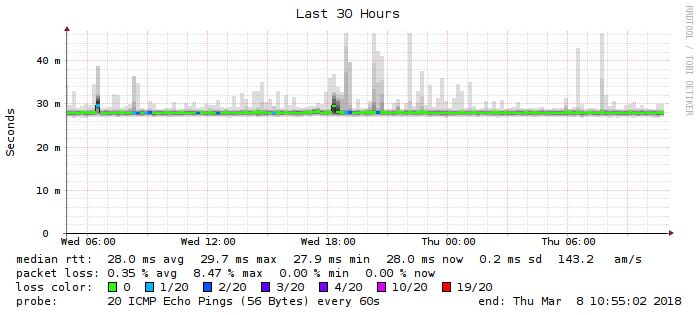 Last 30 Hours
RRDTOOL / TOBI OETIKER
Seconds
40 m
30 m
20 m
10 m
0
Wed 06:00 Wed 12:00 Wed 18:00 Thu 00:00 Thu 06:00
median rtt: 28.0 ms avg 29.7 ms max 27.9 ms min 28.0 ms now 0.2 ms sd 143.2 am/s
packet loss: 0.35 % avg 8.47 % max 0.00 % min 0.00 % now
loss color: 0 1/20 2/20 3/20 4/20 10/20 19/20
probe: 20 ICMP Echo Pings (56 Bytes) every 60s end: Thu Mar 8 10:55:02 2018